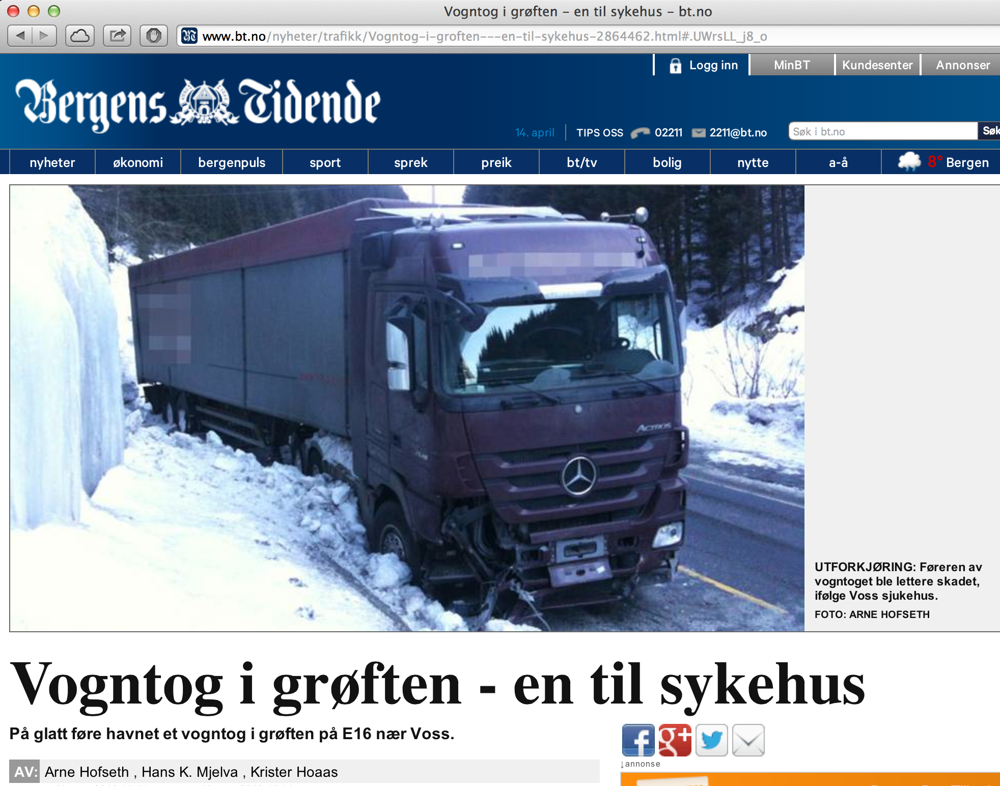 Vogntog i grøften – en til sykehus – bt.no
www.bt.no/nyheter/trafikk/Vogntog-i-groften---en-til-sykehus-2864462.html#.UWrsLL_j8_o
Logg inn
MinBT
Kundesenter
Annonser
Bergens Tidende
14. april
TIPS OSS
02211
2211@bt.no
Søk i bt.no
Søk
nyheter
økonomi
bergenpuls
sport
sprek
preik
bt/tv
bolig
nytte
a-å
8° Bergen
ACTROS
UTFORKJØRING: Føreren av
vogntoget ble lettere skadet,
ifølge Voss sjukehus.
FOTO: ARNE HOFSETH
Vogntog i grøften - en til sykehus
På glatt føre havnet et vogntog i grøften på E16 nær Voss.
AV: Arne Hofseth , Hans K. Mjelva , Krister Hoaas
↓annonse